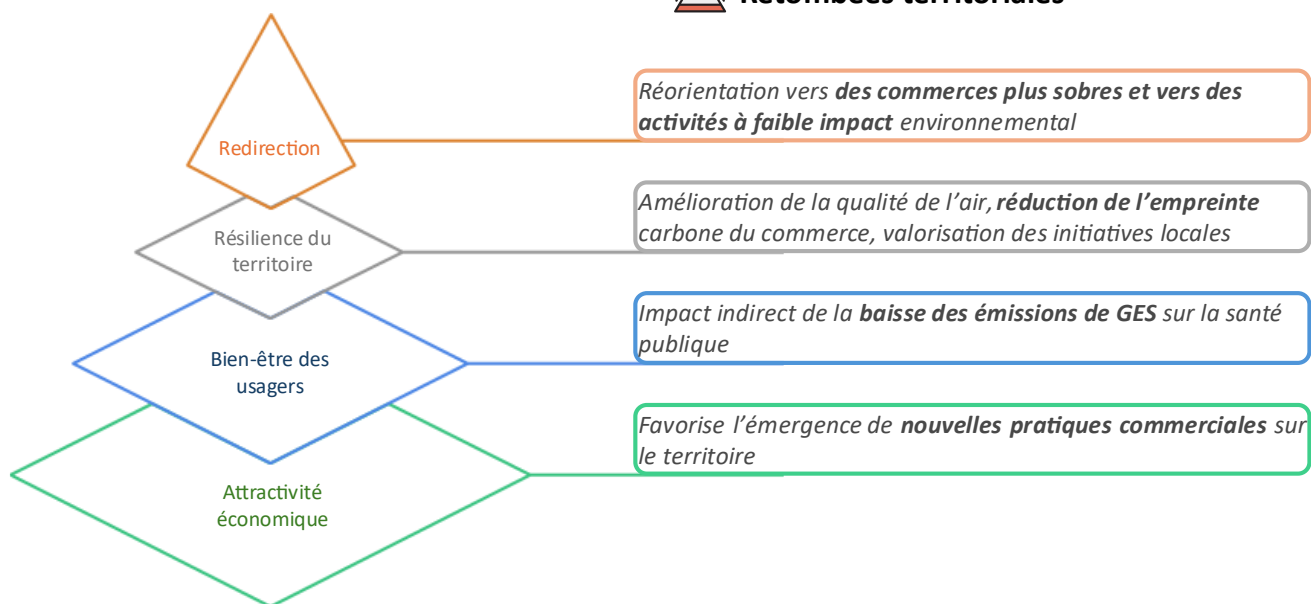 Retombées territoriales
Redirection
Réorientation vers des commerces plus sobres et vers des
activités à faible impact environnemental
Résilience du
territoire
Amélioration de la qualité de l’air, réduction de l’empreinte
carbone du commerce, valorisation des initiatives locales
Bien-être des
usagers
Impact indirect de la baisse des émissions de GES sur la santé
publique
Attractivité
économique
Favorise l’émergence de nouvelles pratiques commerciales sur
le territoire